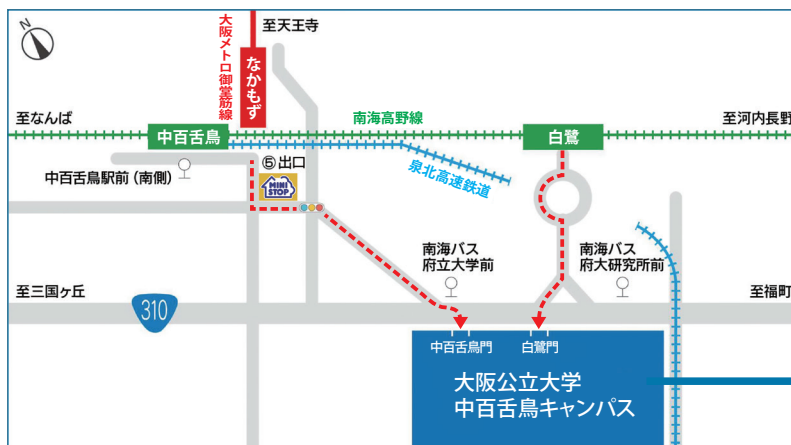 N
至天王寺
大阪メトロ御堂筋線
なかもず
至なんば
中百舌鳥
南海高野線
白鷺
至河内長野
⑤出口
泉北高速鉄道
中百舌鳥駅前(南側)
MINI
STOP
南海バス
府立大学前
南海バス
府大研究所前
至三国ヶ丘
310
至福町
中百舌鳥門
白鷺門
大阪公立大学
中百舌鳥キャンパス